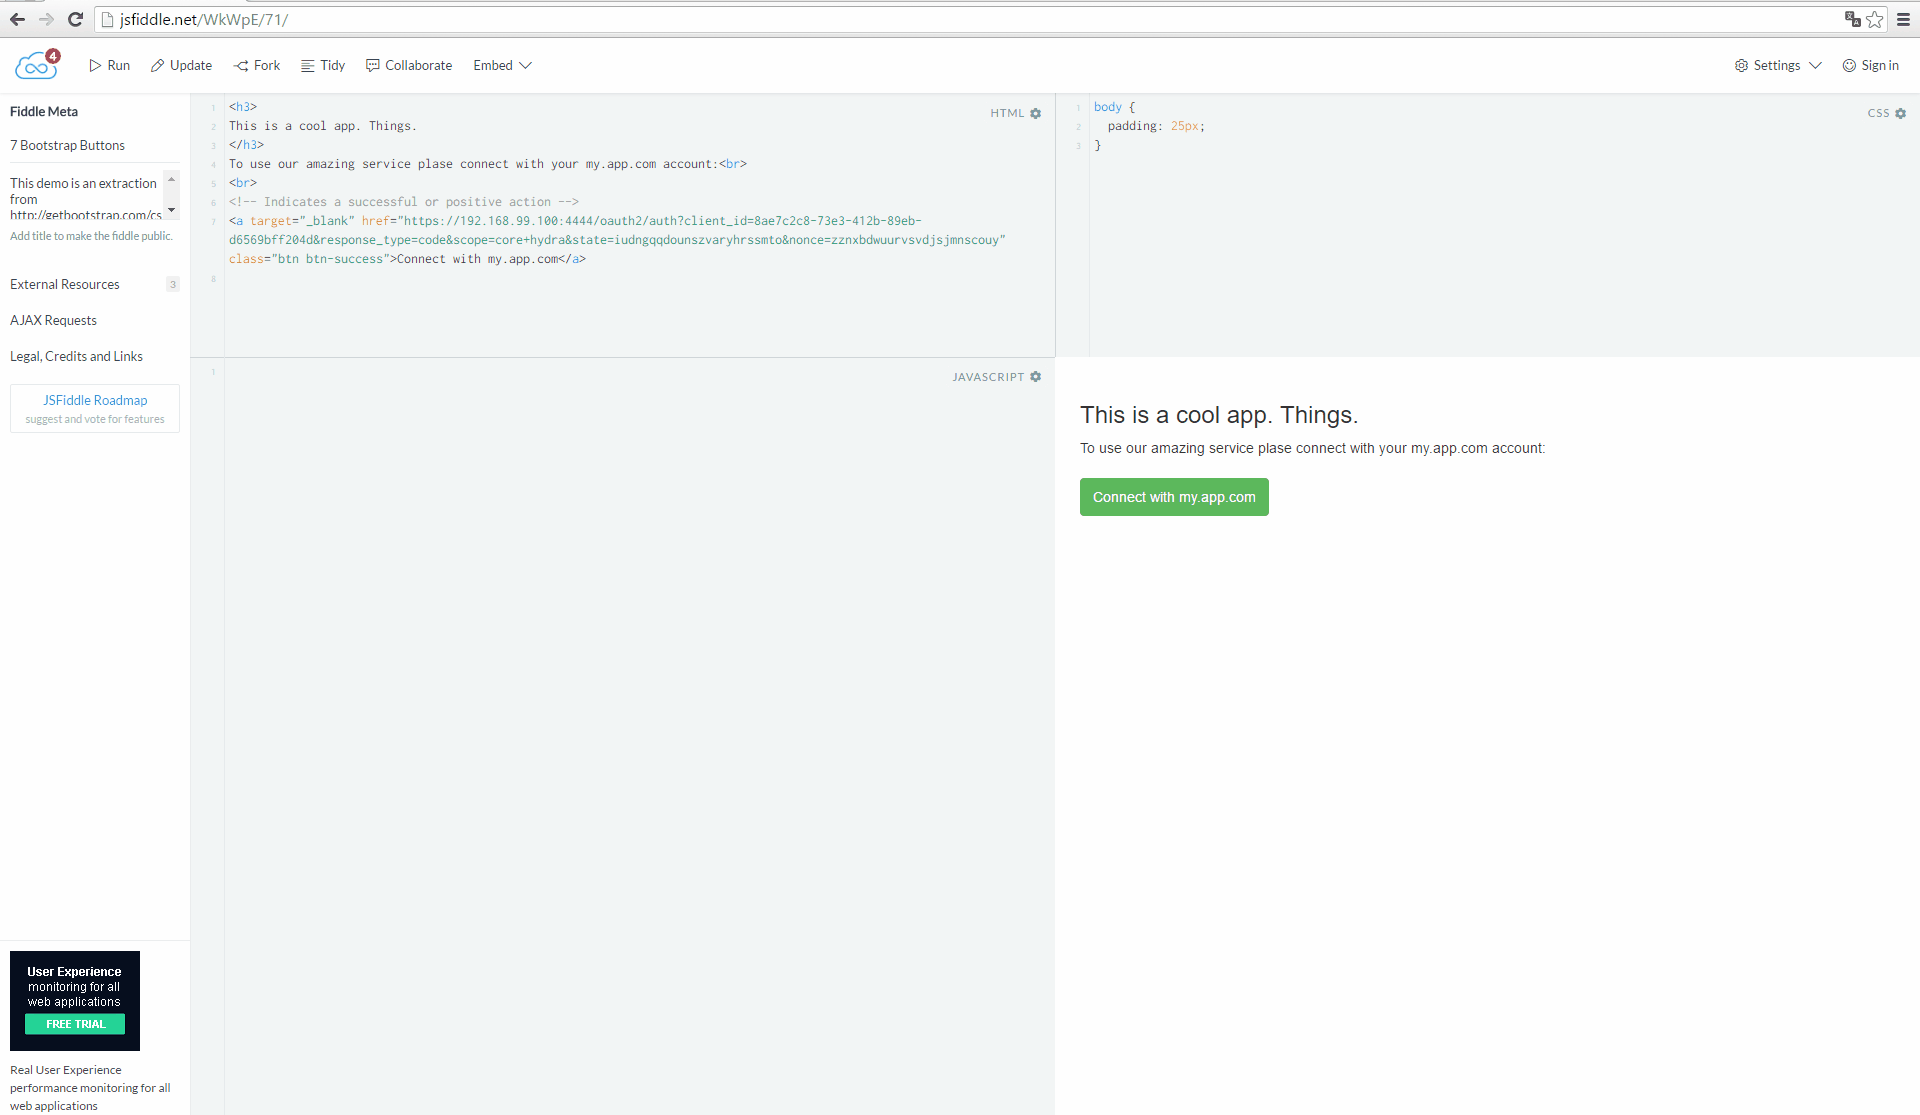 jsfiddle.net/WkWpE/71/
4
Run
Update
Fork
Tidy
Collaborate
Embed
Settings
Sign in
Fiddle Meta
7 Bootstrap Buttons
This demo is an extraction
from
http://getbootstrap.com/cs
Add title to make the fiddle public.
External Resources 3
AJAX Requests
Legal, Credits and Links
JSFiddle Roadmap
suggest and vote for features
User Experience
monitoring for all
web applications
FREE TRIAL
Real User Experience
performance monitoring for all
web applications
HTML
1 <h3>
2 This is a cool app. Things.
3 </h3>
4 To use our amazing service plase connect with your my.app.com account:<br>
5 <br>
6 <!-- Indicates a successful or positive action -->
7 <a target="_blank" href="https://192.168.99.100:4444/oauth2/auth?client_id=8ae7c2c8-73e3-412b-89eb-
d6569bff204d&response_type=code&scope=core+hydra&state=iudngqqdounszvaryhrssmto&nonce=zznxbdwuurvsvdjsjmnscouy"
class="btn btn-success">Connect with my.app.com</a>
8
CSS
1 body {
2 padding: 25px;
3 }
JAVASCRIPT
1
This is a cool app. Things.
To use our amazing service plase connect with your my.app.com account:
Connect with my.app.com